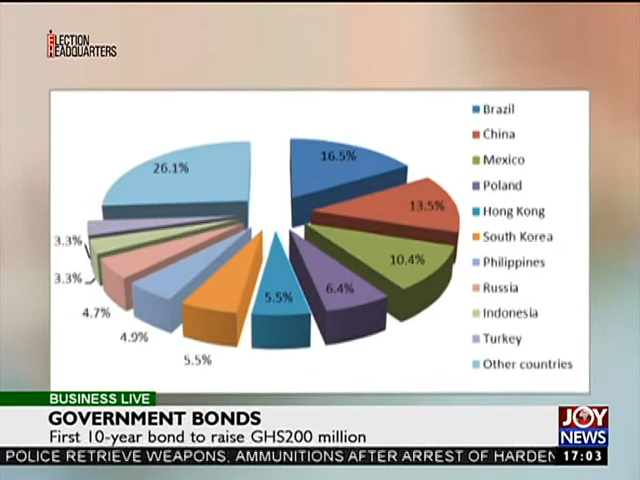 ELECTION
HEADQUARTERS
16.5%
13.5%
10.4%
6.4%
5.5%
5.5%
4.9%
4.7%
3.3%
3.3%
26.1%
Brazil
China
Mexico
Poland
Hong Kong
South Korea
Philippines
Russia
Indonesia
Turkey
Other countries
BUSINESS LIVE
GOVERNMENT BONDS
First 10-year bond to raise GHS200 million
JOY
NEWS
POLICE RETRIEVE WEAPONS, AMMUNITIONS AFTER ARREST OF HARDEN
17:03